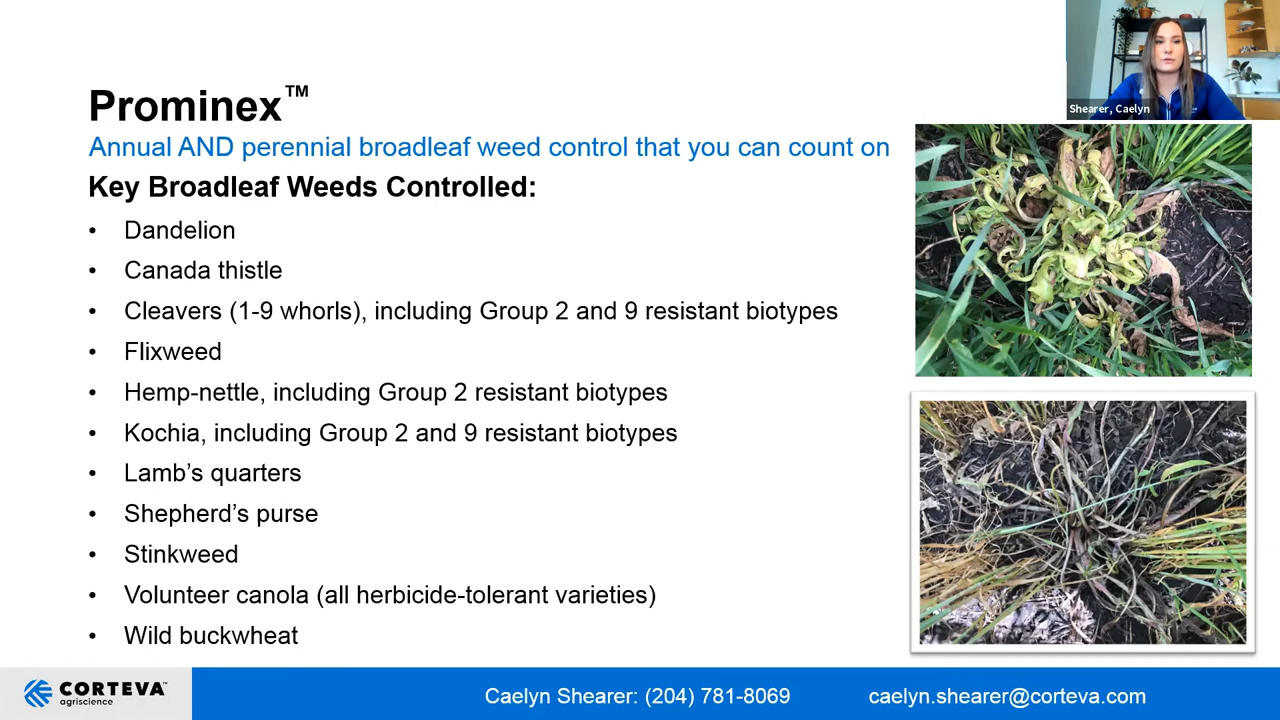 Shearer, Caelyn
Prominex™
Annual AND perennial broadleaf weed control that you can count on
Key Broadleaf Weeds Controlled:
• Dandelion
• Canada thistle
• Cleavers (1-9 whorls), including Group 2 and 9 resistant biotypes
• Flixweed
• Hemp-nettle, including Group 2 resistant biotypes
• Kochia, including Group 2 and 9 resistant biotypes
• Lamb’s quarters
• Shepherd’s purse
• Stinkweed
• Volunteer canola (all herbicide-tolerant varieties)
• Wild buckwheat
CORTEVA™
agriscience
Caelyn Shearer: (204) 781-8069
caelyn.shearer@corteva.com